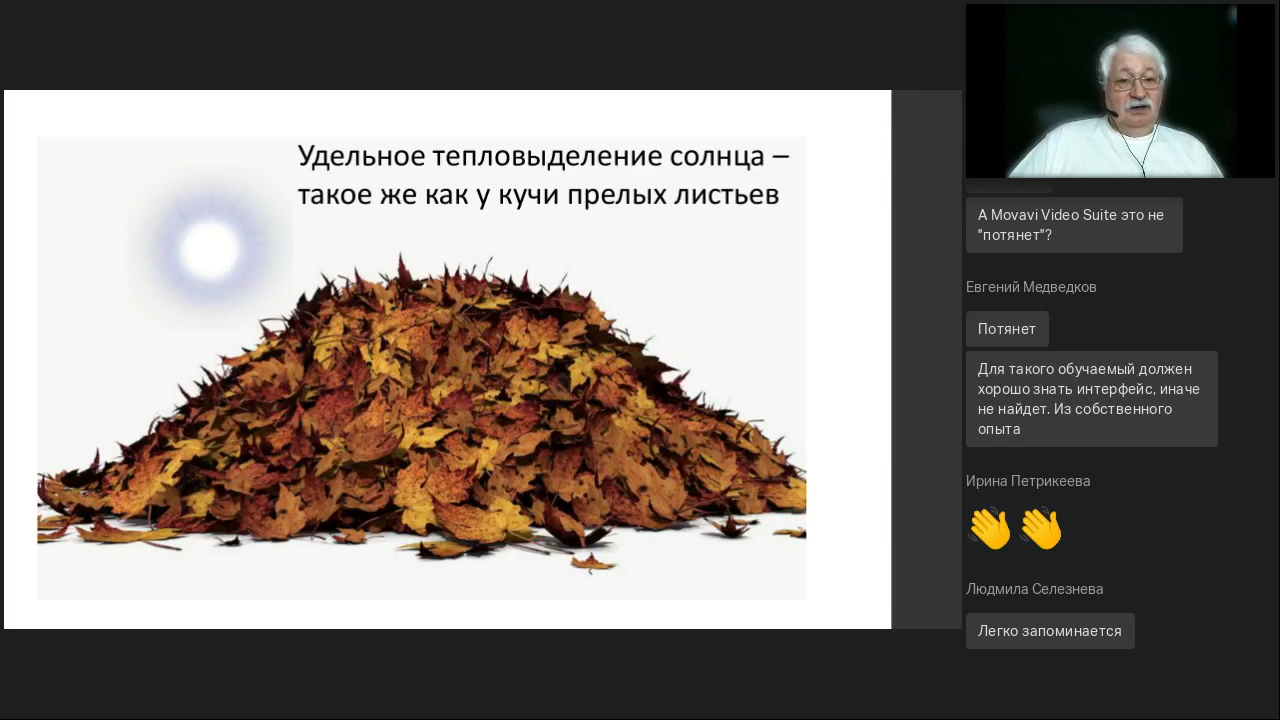 Удельное тепловыделение солнца –
такое же как у кучи прелых листьев
А Movavi Video Suite это не
"потянет"?
Евгений Медведков
Потянет
Для такого обучаемый должен
хорошо знать интерфейс, иначе
не найдет. Из собственного
опыта
Ирина Петрикеева
Людмила Селезнева
Легко запоминается